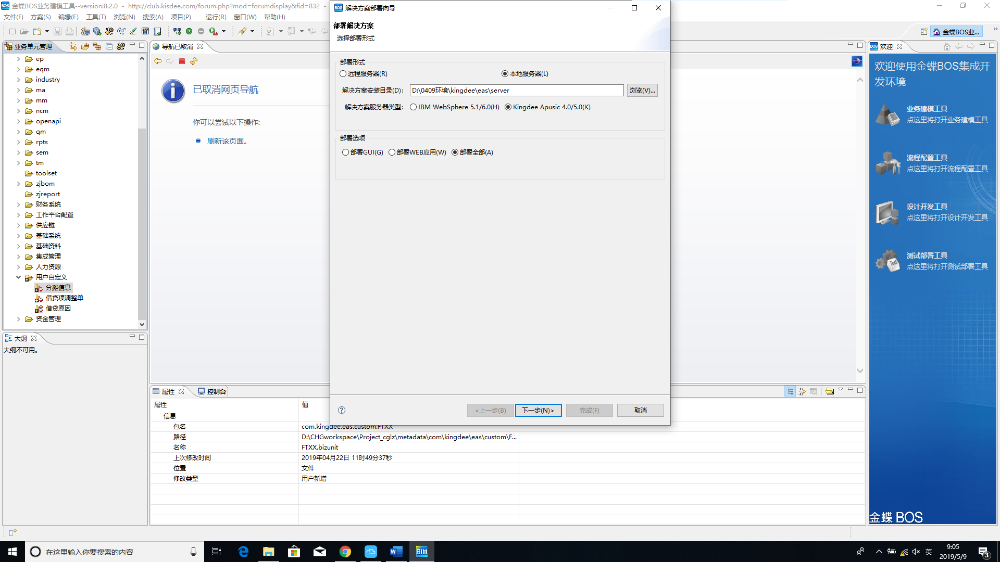 金蝶BOS业务建模工具--version:8.2.0 - http://club.kisdee.com/forum.php?mod=forumdisplay&fid=832 -
文件(F) 方案(S) 编辑(E) 工具(T) 浏览(N) 搜索(A) 项目(P) 运行(R) 窗口(W) 帮助(H)
金蝶BOS业...
业务单元管理
ep
eqm
industry
ma
mm
ncm
openapi
qm
rpts
sem
tm
toolset
zjbom
zjreport
财务系统
工作平台配置
供应链
基础系统
基础资料
集成管理
人力资源
用户自定义
分摊信息
借贷项调整单
借贷原因
资金管理
大纲
大纲不可用。
导航已取消
已取消网页导航
你可以尝试以下操作:
刷新该页面。
BOS 解决方案部署向导
部署解决方案
选择部署形式
部署形式
远程服务器(R) 本地服务器(L)
解决方案安装目录(D): D:\0409环境\kingdee\eas\server 浏览(V)...
解决方案服务器类型: IBM WebSphere 5.1/6.0(H) Kingdee Apusic 4.0/5.0(K)
部署选项
部署GUI(G) 部署WEB应用(W) 部署全部(A)
<上一步(B) 下一步(N)> 完成(F) 取消
属性 控制台
属性 值
信息
包名 com.kingdee.eas.custom.FTXX
路径 D:\CHGworkspace\Project_cglz\metadata\com\kingdee\eas\custom\F...
名称 FTXX.bizunit
上次修改时间 2019年04月22日 11时49分37秒
位置 文件
修改类型 用户新增
BOS 欢迎
欢迎使用金蝶BOS集成开
发环境
业务建模工具
点这里将打开业务建模工具
流程配置工具
点这里将打开流程配置工具
设计开发工具
点这里将打开设计开发工具
测试部署工具
点这里将打开测试部署工具
Test
金蝶 BOS
在这里输入你要搜索的内容
BIM
英
9:05
2019/5/9
3